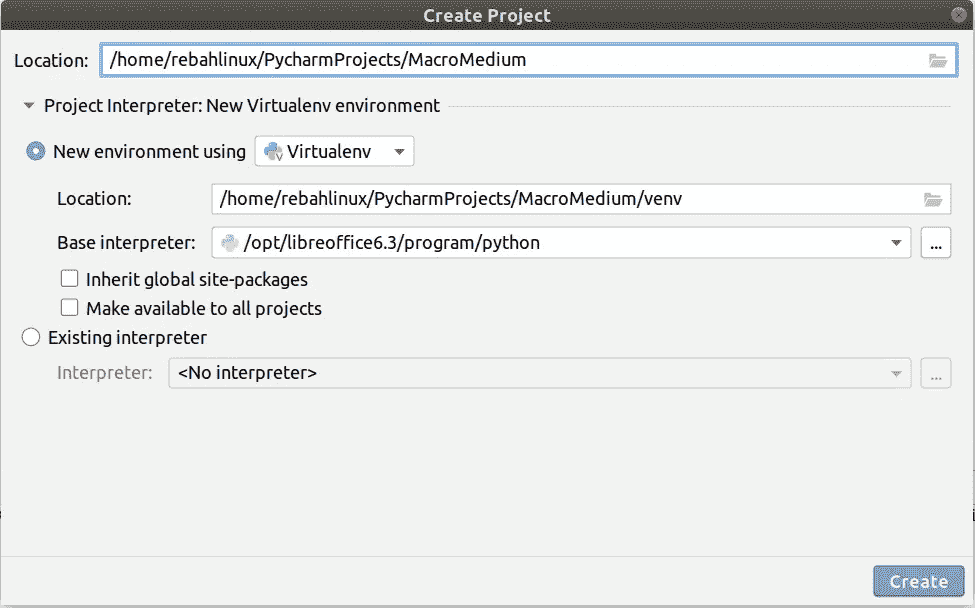 Create Project
Location: /home/rebahlinux/PycharmProjects/MacroMedium
Project Interpreter: New Virtualenv environment
New environment using Virtualenv
Location: /home/rebahlinux/PycharmProjects/MacroMedium/venv
Base interpreter: /opt/libreoffice6.3/program/python ...
Inherit global site-packages
Make available to all projects
Existing interpreter
Interpreter: <No interpreter> ...
Create